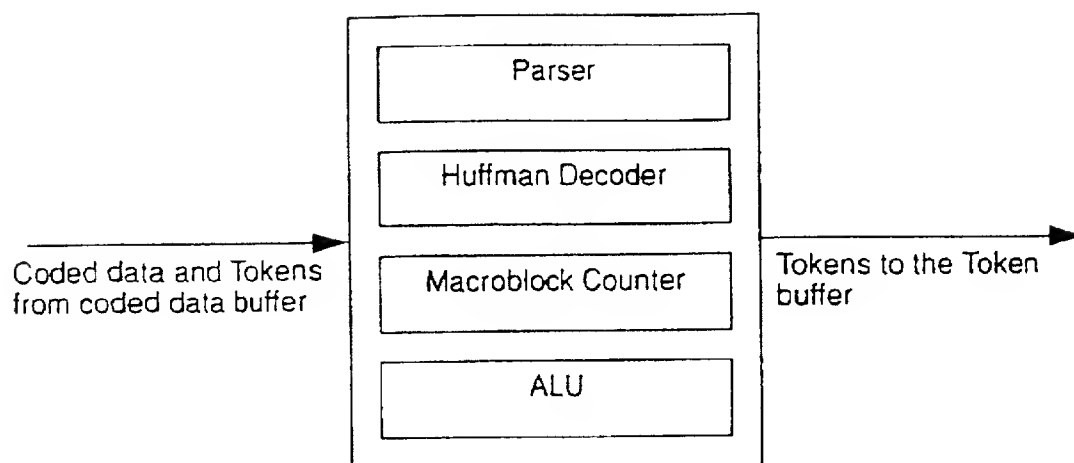 Parser
Huffman Decoder
Macroblock Counter
ALU
Coded data and Tokens
from coded data buffer
Tokens to the Token
buffer